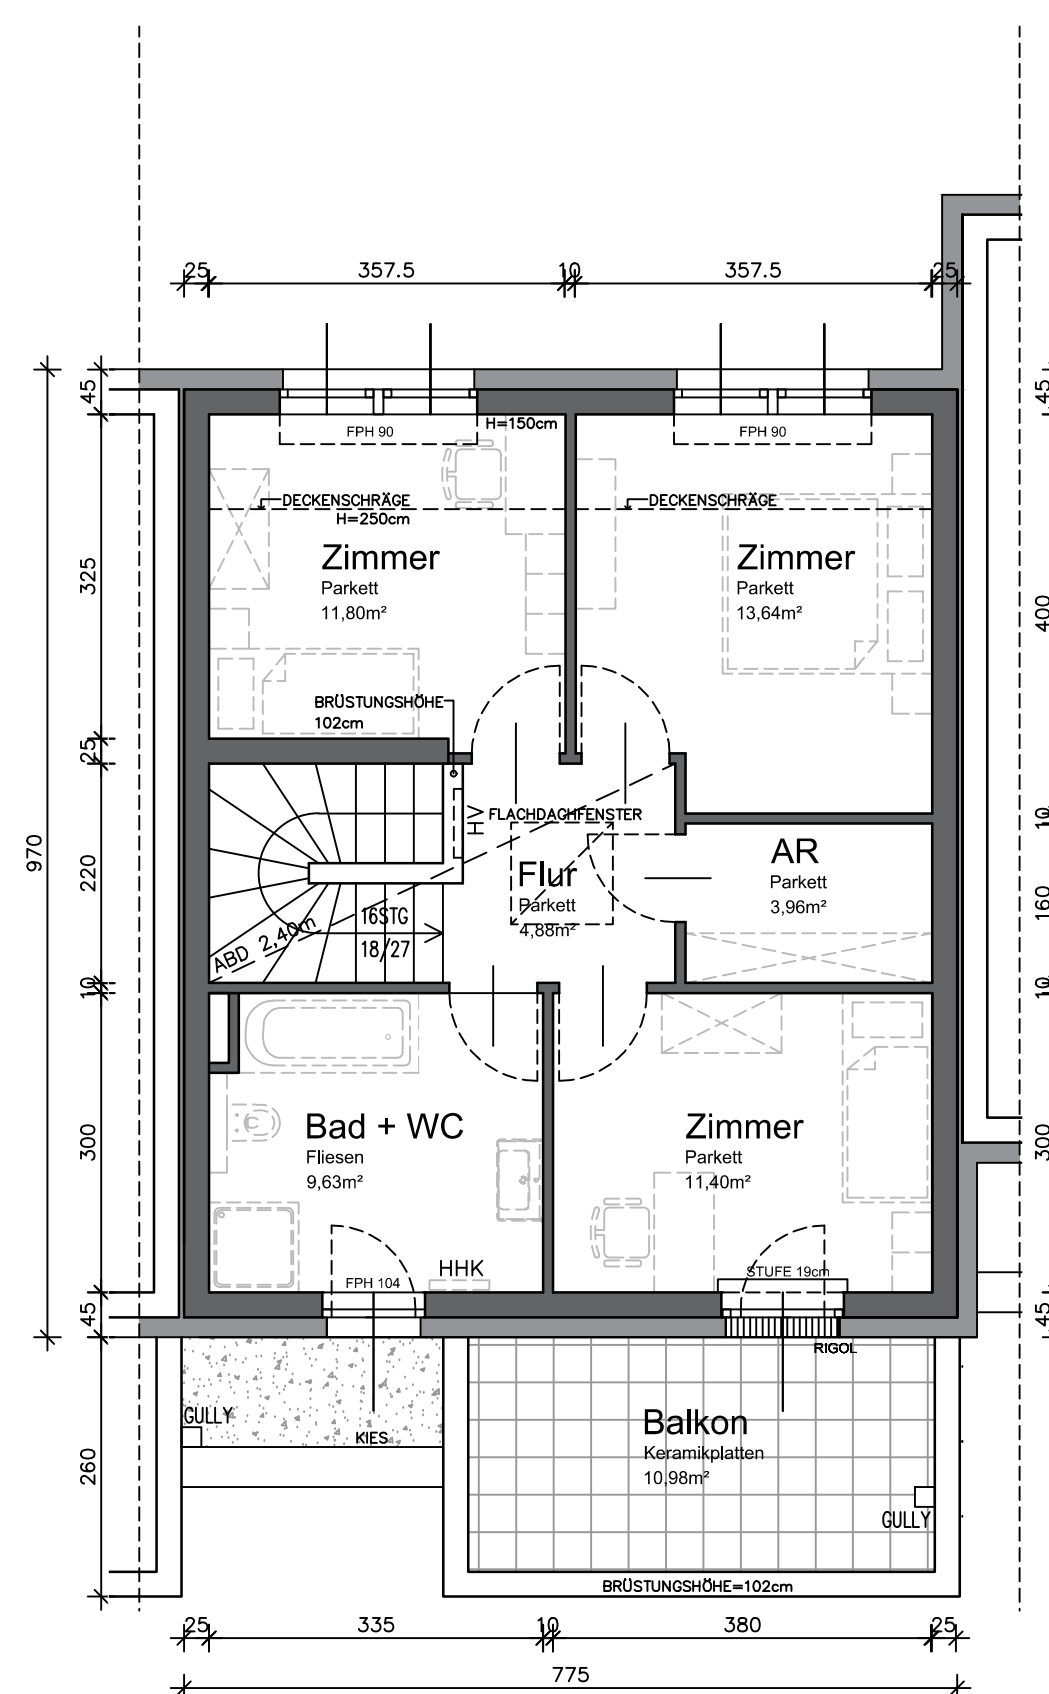 25 357.5 10 357.5 25
45
45
FPH 90
H=150cm
FPH 90
DECKENSCHRÄGE
H=250cm
DECKENSCHRÄGE
Zimmer
Parkett
11,80m²
Zimmer
Parkett
13,64m²
325
400
BRÜSTUNGSHÖHE
102cm
25
HV
FLACHDACHFENSTER
10
970
220
Flur
Parkett
4,88m²
AR
Parkett
3,96m²
160
16STG
18/27
ABD 2,40m
10
10
Bad + WC
Fliesen
9,63m²
Zimmer
Parkett
11,40m²
300
300
HHK
FPH 104
STUFE 19cm
45
45
RIGOL
GULLY
KIES
Balkon
Keramikplatten
10,98m²
260
GULLY
BRÜSTUNGSHÖHE=102cm
25 335 10 380 25
775